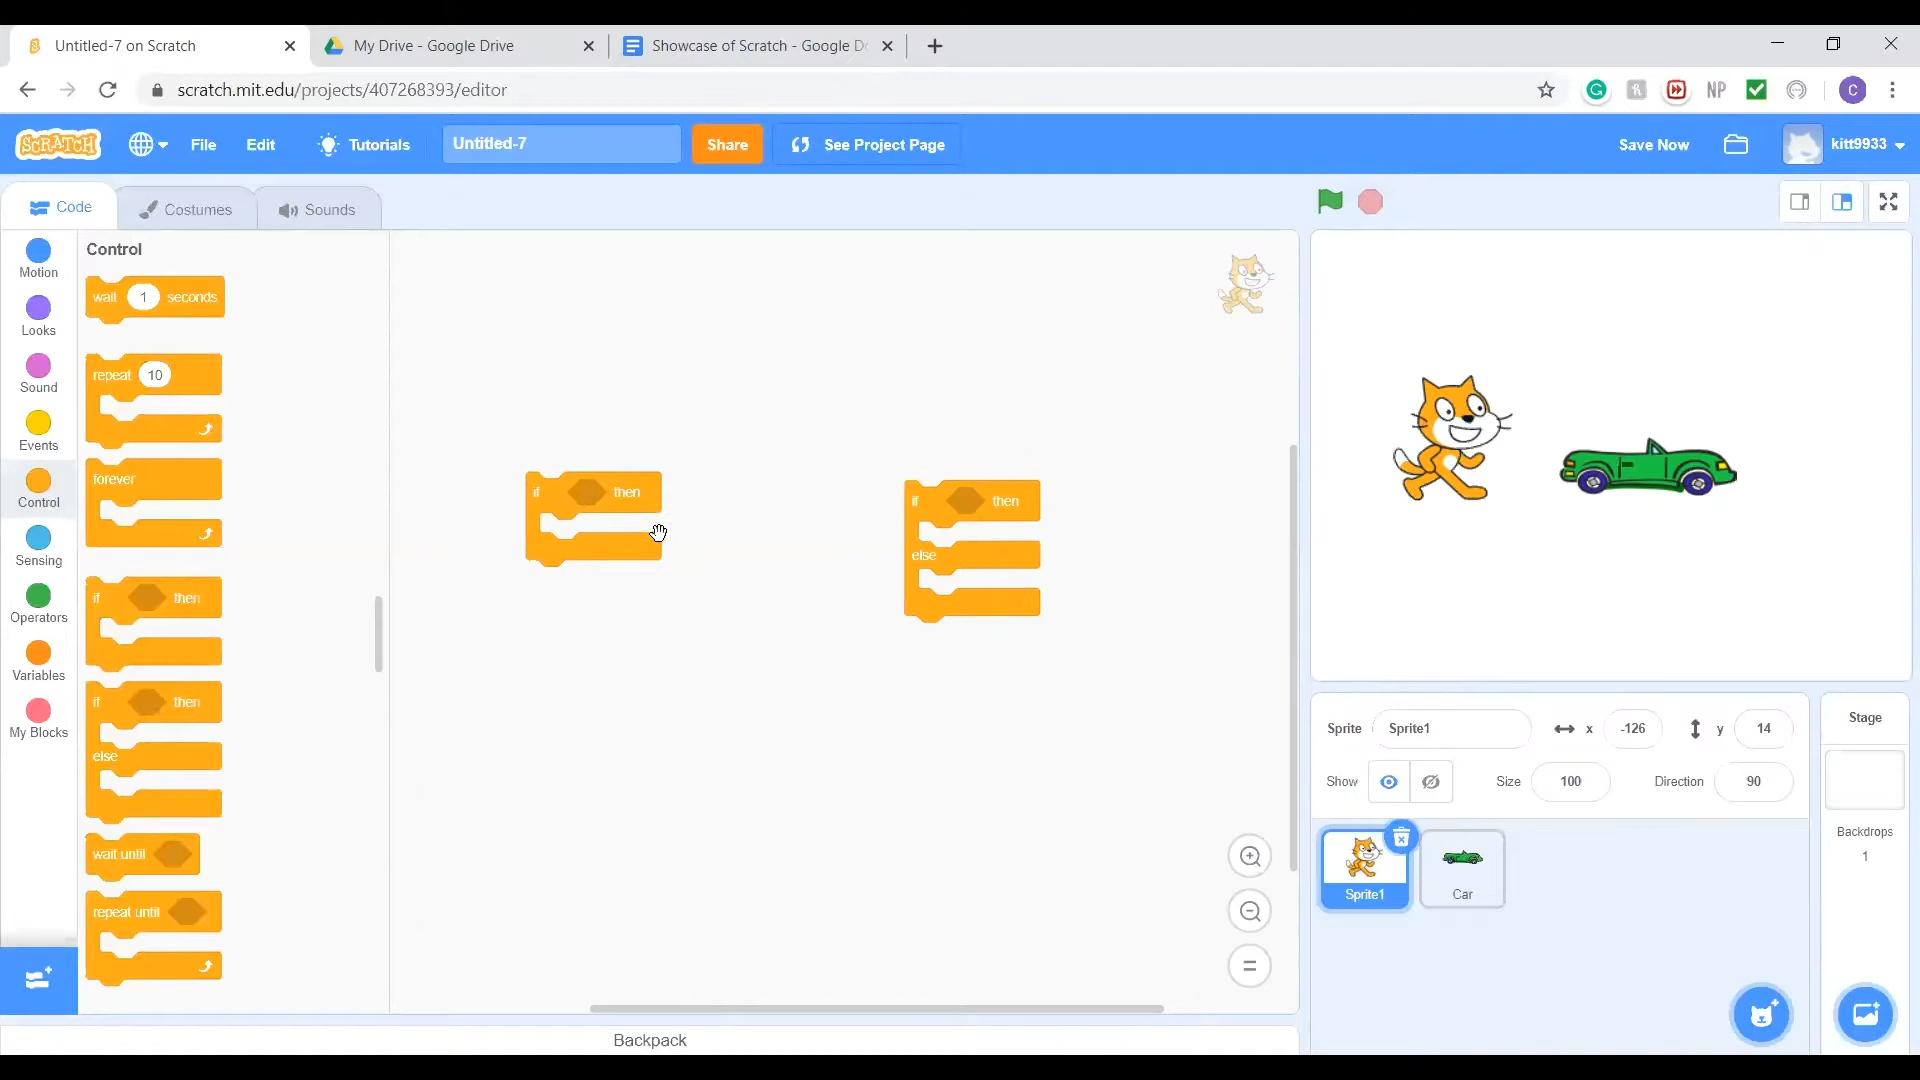 Untitled-7 on Scratch
My Drive - Google Drive
Showcase of Scratch - Google Do
scratch.mit.edu/projects/407268393/editor
NP
C
SCRATCH
File
Edit
Tutorials
Untitled-7
Share
See Project Page
Save Now
kitt9933
Code
Costumes
Sounds
Motion
Looks
Sound
Events
Control
Sensing
Operators
Variables
My Blocks
Control
wait 1 seconds
repeat 10
forever
if then
if then
else
wait until
repeat until
if then
if then
else
Sprite Sprite1 x -126 y 14
Show Size 100 Direction 90
Sprite1
Car
Stage
Backdrops
1
Backpack